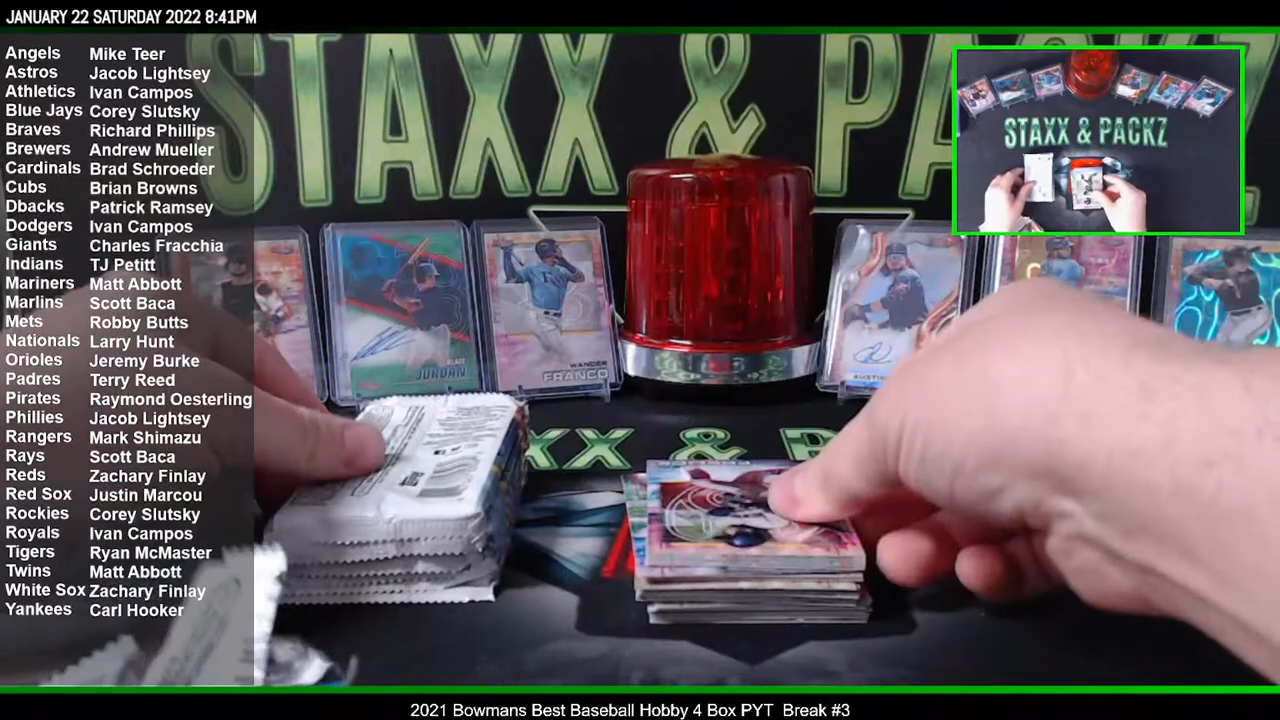 JANUARY 22 SATURDAY 2022 8:41PM
Angels Mike Teer
Astros Jacob Lightsey
Athletics Ivan Campos
Blue Jays Corey Slutsky
Braves Richard Phillips
Brewers Andrew Mueller
Cardinals Brad Schroeder
Cubs Brian Browns
Dbacks Patrick Ramsey
Dodgers Ivan Campos
Giants Charles Fracchia
Indians TJ Petitt
Mariners Matt Abbott
Marlins Scott Baca
Mets Robby Butts
Nationals Larry Hunt
Orioles Jeremy Burke
Padres Terry Reed
Pirates Raymond Oesterling
Phillies Jacob Lightsey
Rangers Mark Shimazu
Rays Scott Baca
Reds Zachary Finlay
Red Sox Justin Marcou
Rockies Corey Slutsky
Royals Ivan Campos
Tigers Ryan McMaster
Twins Matt Abbott
White Sox Zachary Finlay
Yankees Carl Hooker
STAXX & PACKZ
STAXX & P
JORDAN
WANDER
FRANCO
AUSTI
XX & P
2021 Bowmans Best Baseball Hobby 4 Box PYT Break #3